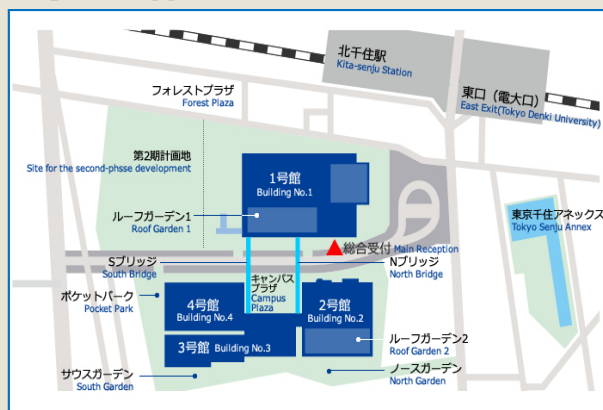 北千住駅
Kita-senju Station
東口（電大口）
East Exit(Tokyo Denki University)
フォレストプラザ
Forest Plaza
第2期計画地
Site for the second-phsse development
1号館
Building No.1
ルーフガーデン1
Roof Garden 1
東京千住アネックス
Tokyo Senju Annex
総合受付 Main Reception
Sブリッジ
South Bridge
Nブリッジ
North Bridge
キャンパス
プラザ
Campus
Plaza
ポケットパーク
Pocket Park
4号館
Building No.4
2号館
Building No.2
3号館 Building No.3
ルーフガーデン2
Roof Garden 2
サウスガーデン
South Garden
ノースガーデン
North Garden